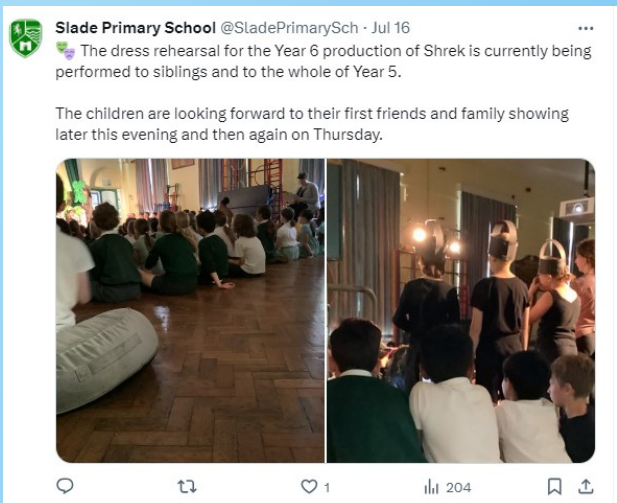 Slade Primary School @SladePrimarySch · Jul 16
🎭 The dress rehearsal for the Year 6 production of Shrek is currently being
performed to siblings and to the whole of Year 5.
The children are looking forward to their first friends and family showing
later this evening and then again on Thursday.
1
204